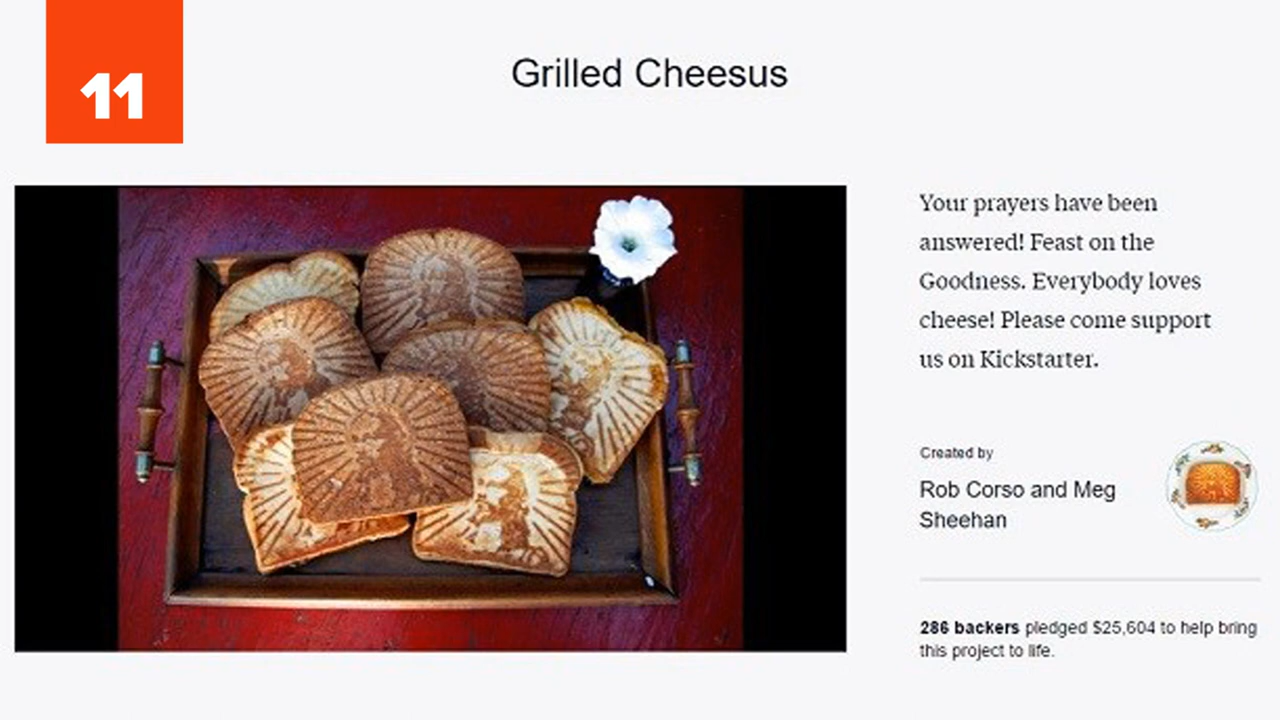 11
Grilled Cheesus
Your prayers have been
answered! Feast on the
Goodness. Everybody loves
cheese! Please come support
us on Kickstarter.
Created by
Rob Corso and Meg
Sheehan
286 backers pledged $25,604 to help bring
this project to life.